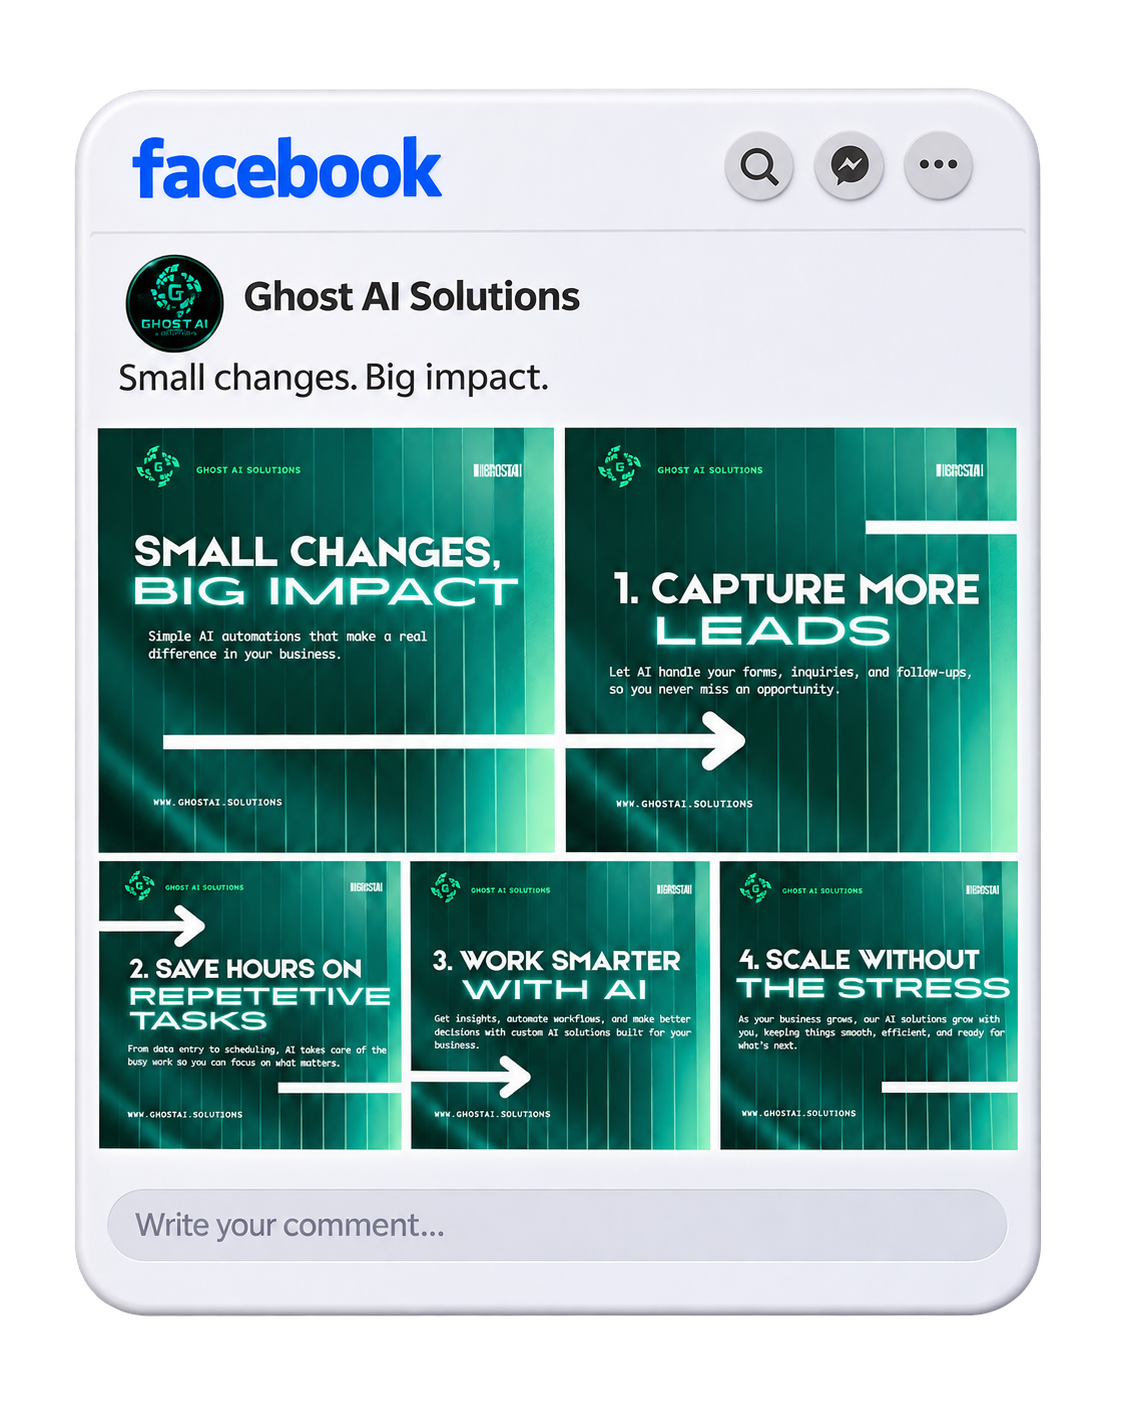 facebook
GHOST AI
Ghost AI Solutions
Small changes. Big impact.
GHOST AI SOLUTIONS
GHOSTAI
SMALL CHANGES,
BIG IMPACT
Simple AI automations that make a real
difference in your business.
WWW.GHOSTAI.SOLUTIONS
GHOST AI SOLUTIONS
GHOSTAI
1. CAPTURE MORE
LEADS
Let AI handle your forms, inquiries, and follow-ups,
so you never miss an opportunity.
WWW.GHOSTAI.SOLUTIONS
GHOST AI SOLUTIONS
GHOSTAI
2. SAVE HOURS ON
REPETETIVE
TASKS
From data entry to scheduling, AI takes care of the
busy work so you can focus on what matters.
WWW.GHOSTAI.SOLUTIONS
GHOST AI SOLUTIONS
GHOSTAI
3. WORK SMARTER
WITH AI
Get insights, automate workflows, and make better
decisions with custom AI solutions built for your
business.
WWW.GHOSTAI.SOLUTIONS
GHOST AI SOLUTIONS
GHOSTAI
4. SCALE WITHOUT
THE STRESS
As your business grows, our AI solutions grow with
you, keeping things smooth, efficient, and ready for
what's next.
WWW.GHOSTAI.SOLUTIONS
Write your comment...